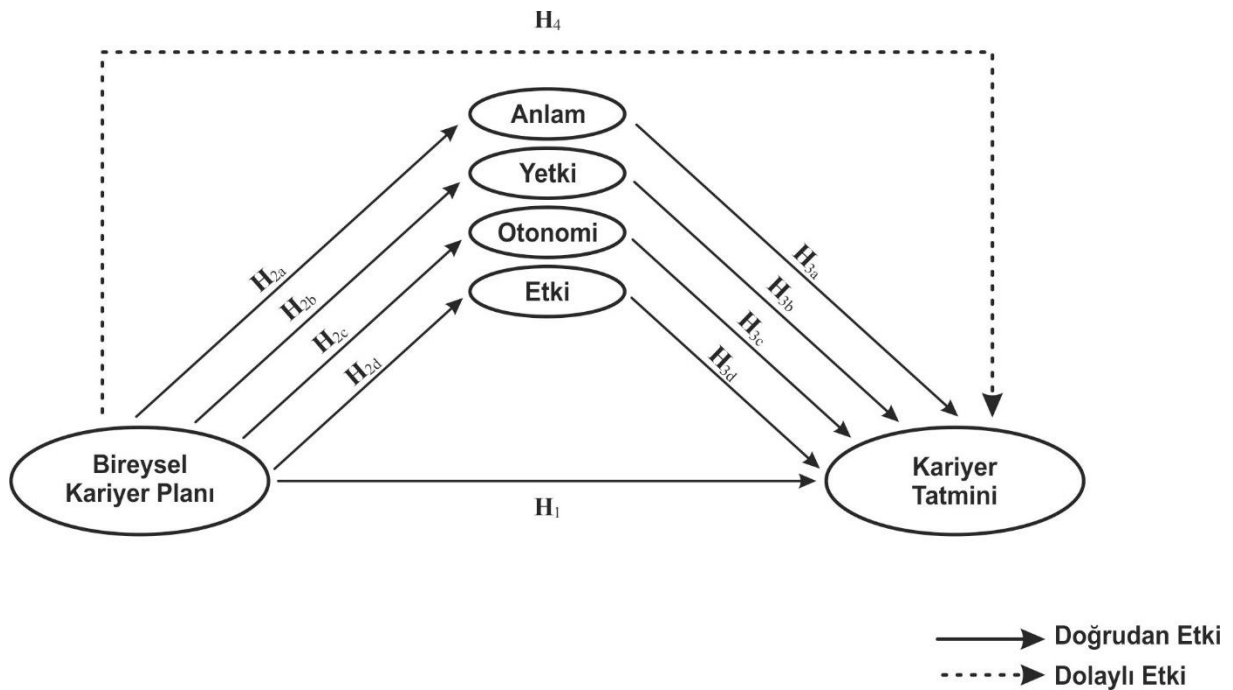 H4
Anlam
Yetki
Otonomi
Etki
H2a
H2b
H2c
H2d
H3a
H3b
H3c
H3d
Bireysel
Kariyer Planı
Kariyer
Tatmini
H1
Doğrudan Etki
Dolaylı Etki